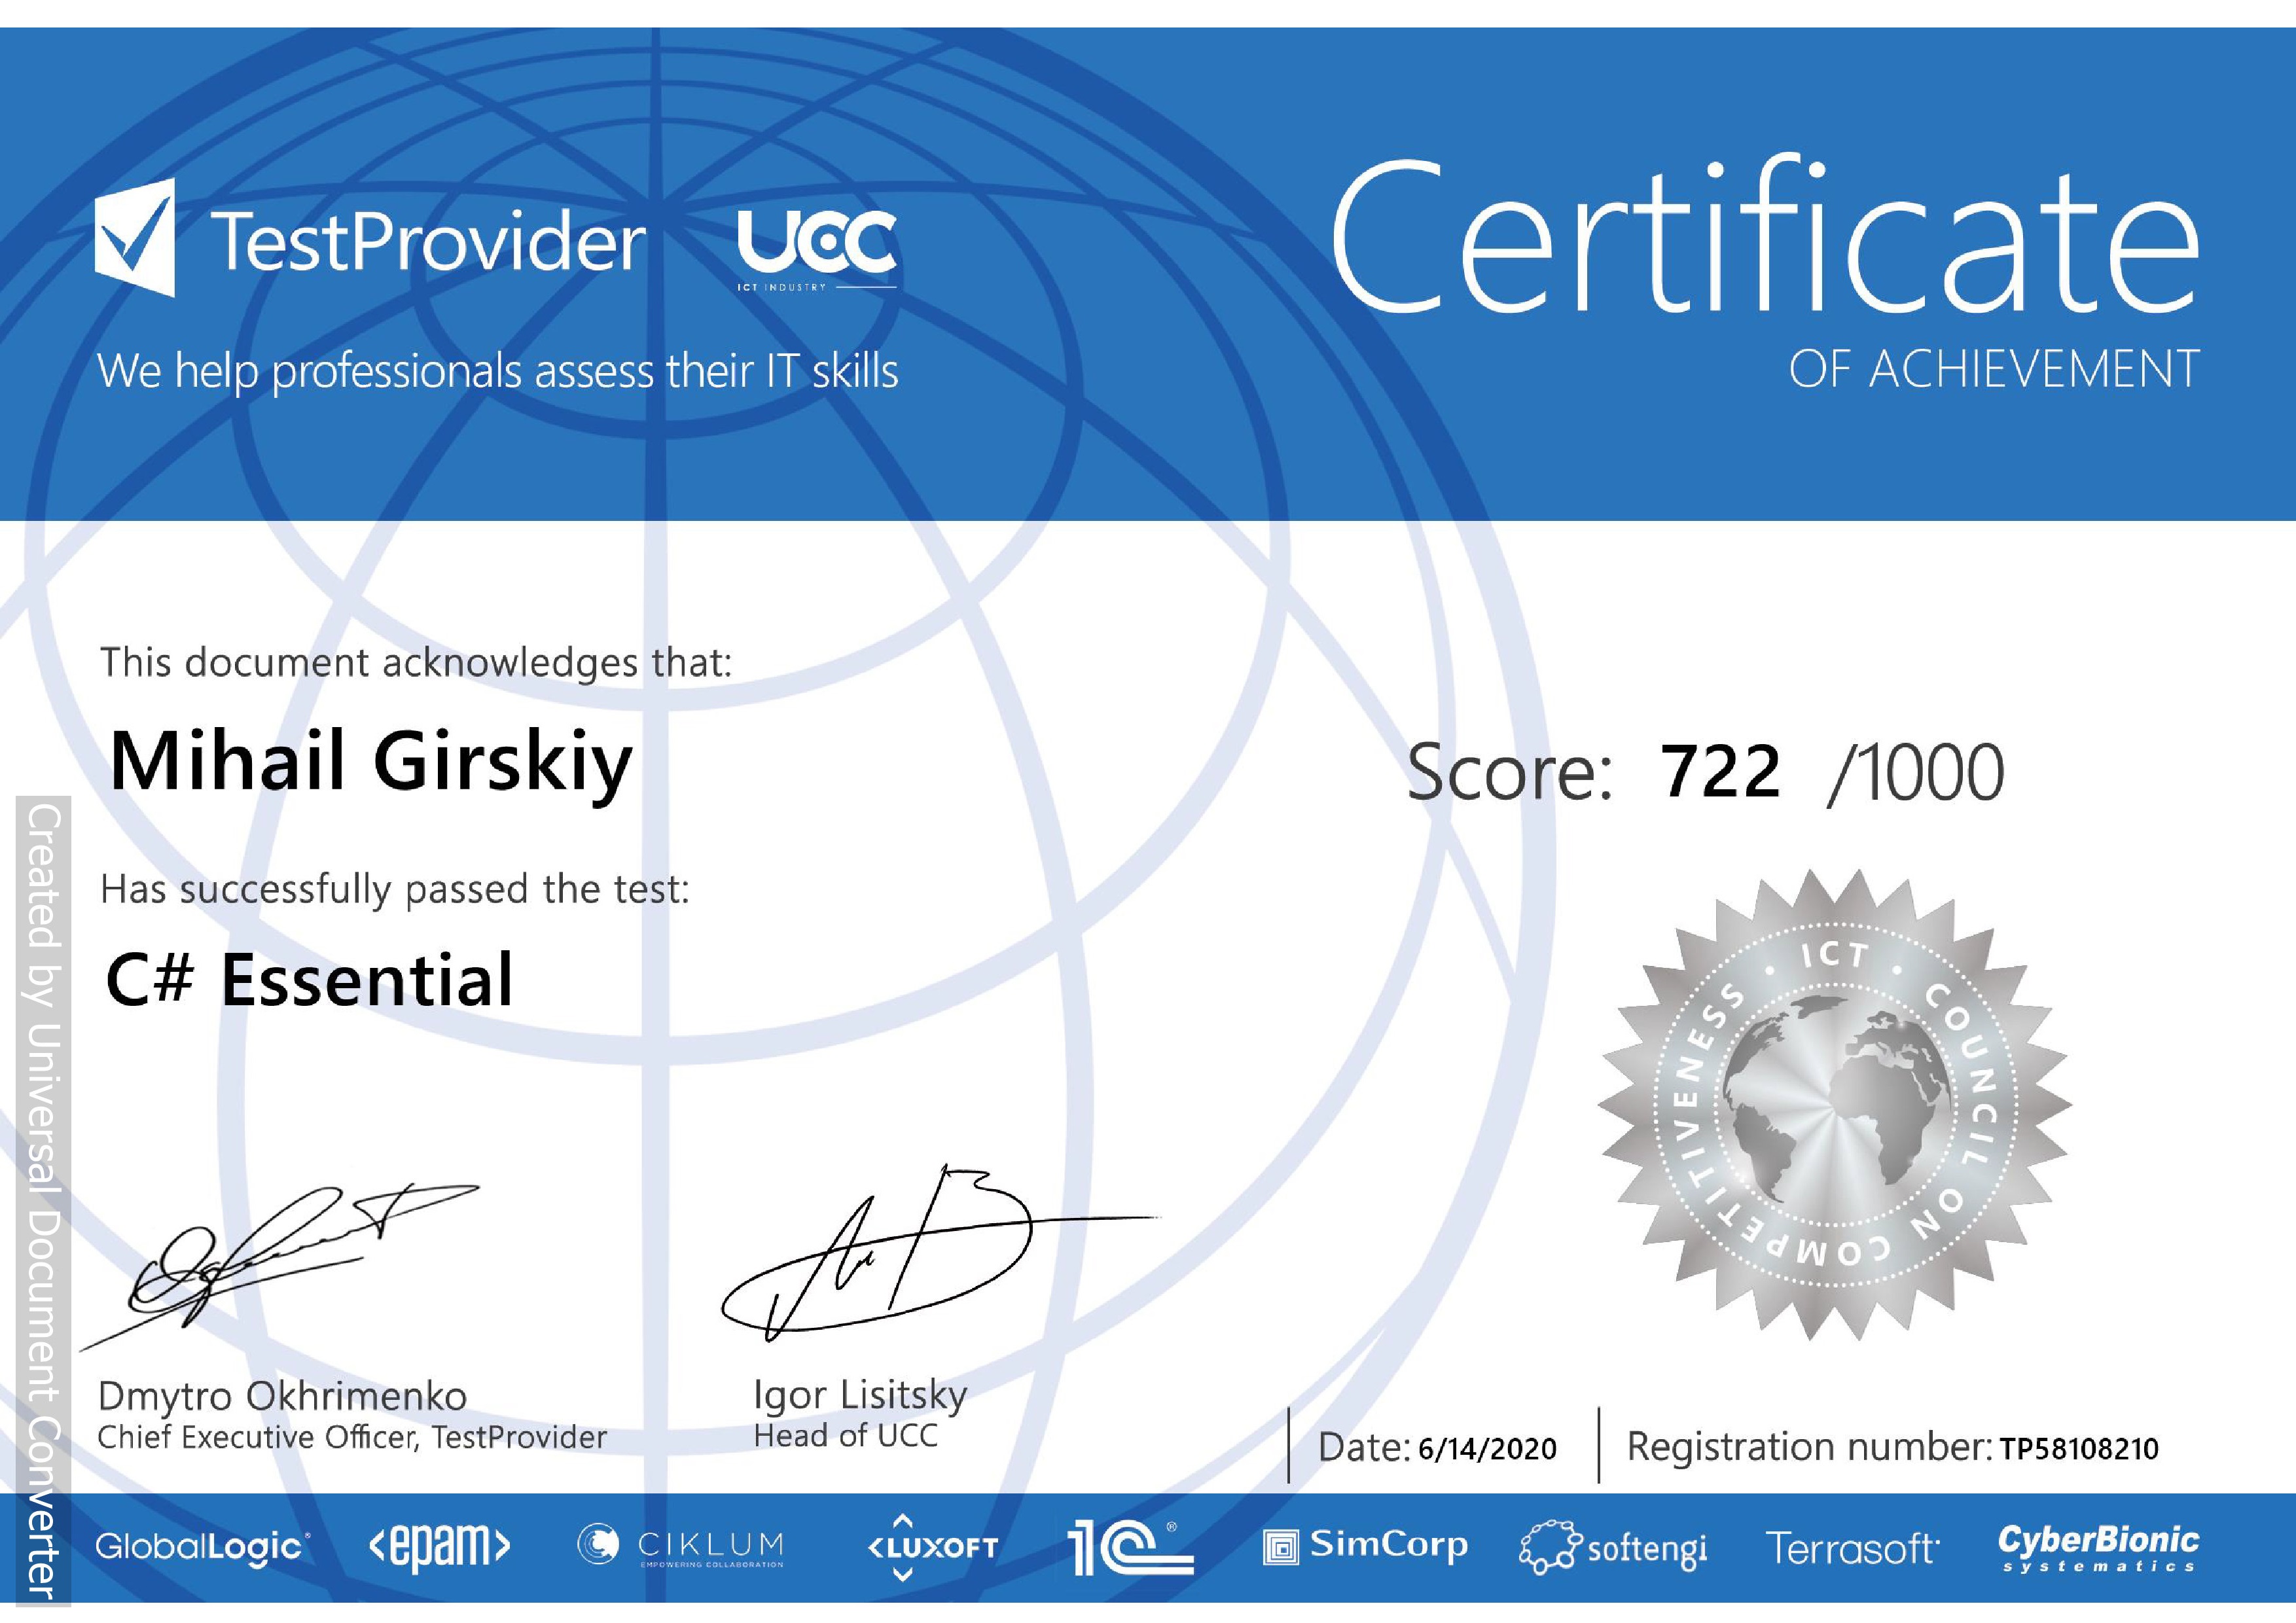 TestProvider
UCC
ICT INDUSTRY
We help professionals assess their IT skills
Certificate
OF ACHIEVEMENT
This document acknowledges that:
Mihail Girskiy
Score: 722 /1000
Has successfully passed the test:
C# Essential
ICT • COUNCIL ON COMPETITIVENESS •
Dmytro Okhrimenko
Chief Executive Officer, TestProvider
Igor Lisitsky
Head of UCC
Date: 6/14/2020
Registration number: TP58108210
GlobalLogic®
<epam>
CIKLUM
EMPOWERING COLLABORATION
<LUXOFT
1C®
SimCorp
softengi
Terrasoft
CyberBionic
systematics
Created by Universal Document Converter